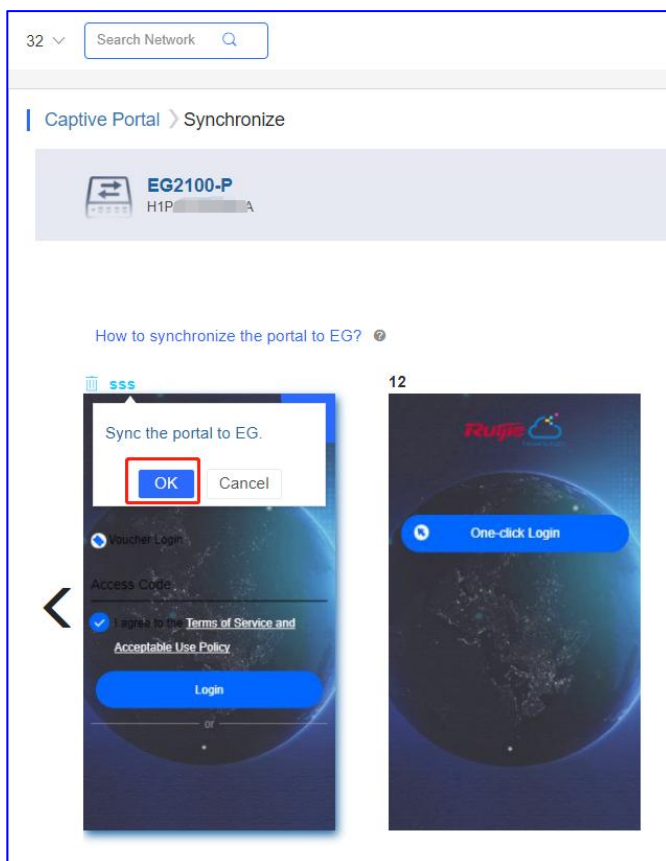 32
Search Network
Captive Portal
Synchronize
EG2100-P
H1P A
How to synchronize the portal to EG?
sss
Sync the portal to EG.
OK
Cancel
Voucher Login
Access Code
I agree to the Terms of Service and
Acceptable Use Policy
Login
or
12
Ruijie
One-click Login